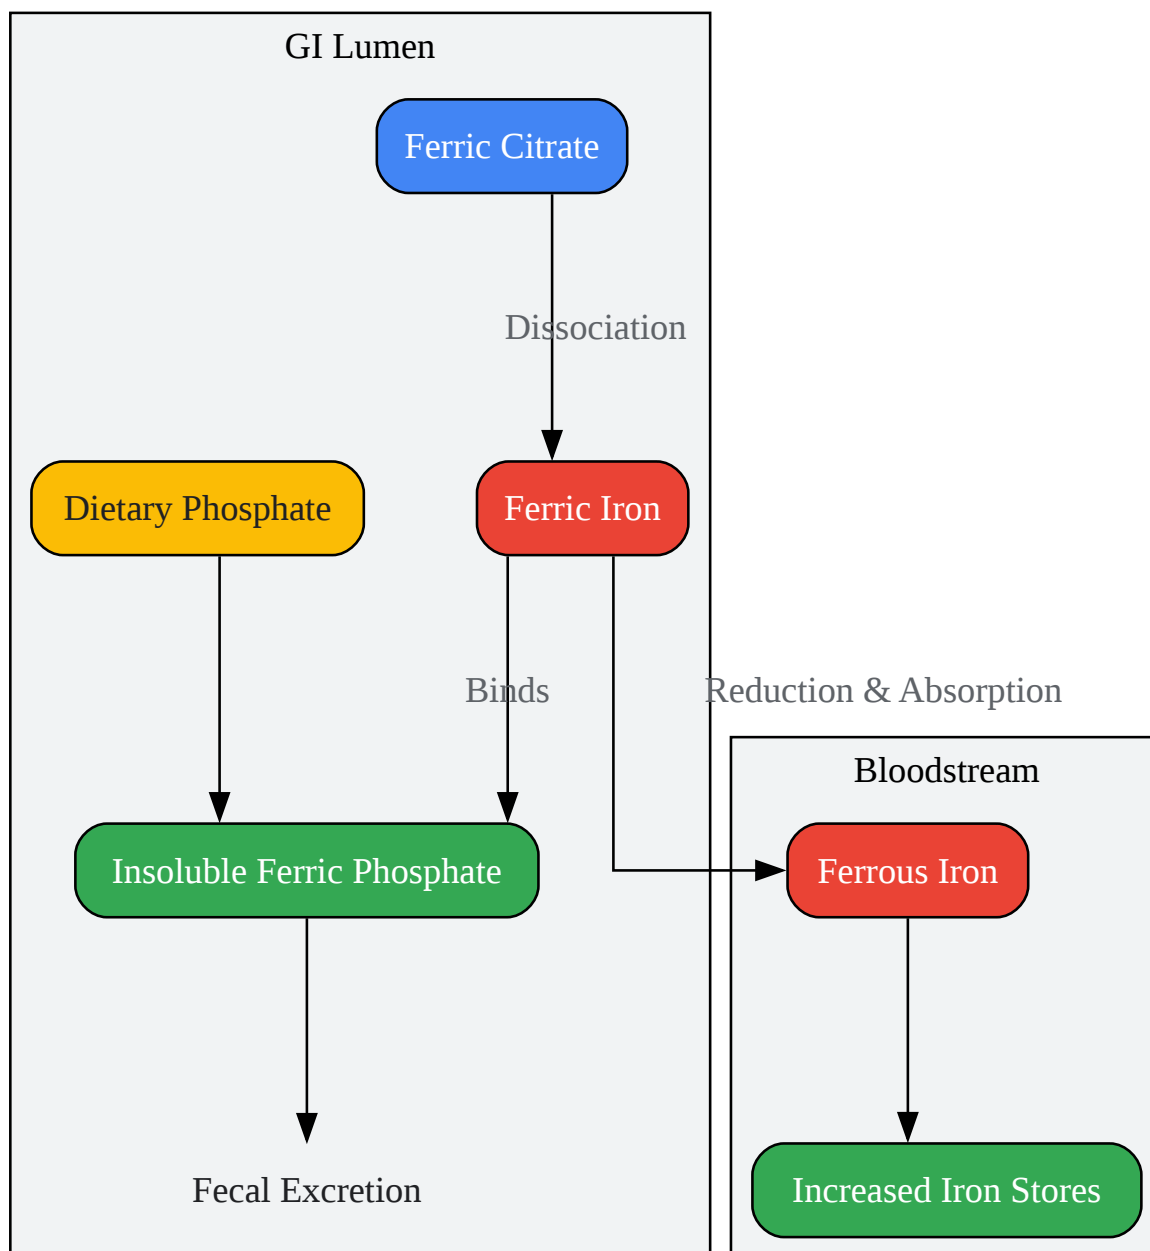 GI Lumen
Ferric Citrate
Dissociation
Dietary Phosphate
Ferric Iron
Binds
Reduction & Absorption
Bloodstream
Insoluble Ferric Phosphate
Ferrous Iron
Fecal Excretion
Increased Iron Stores